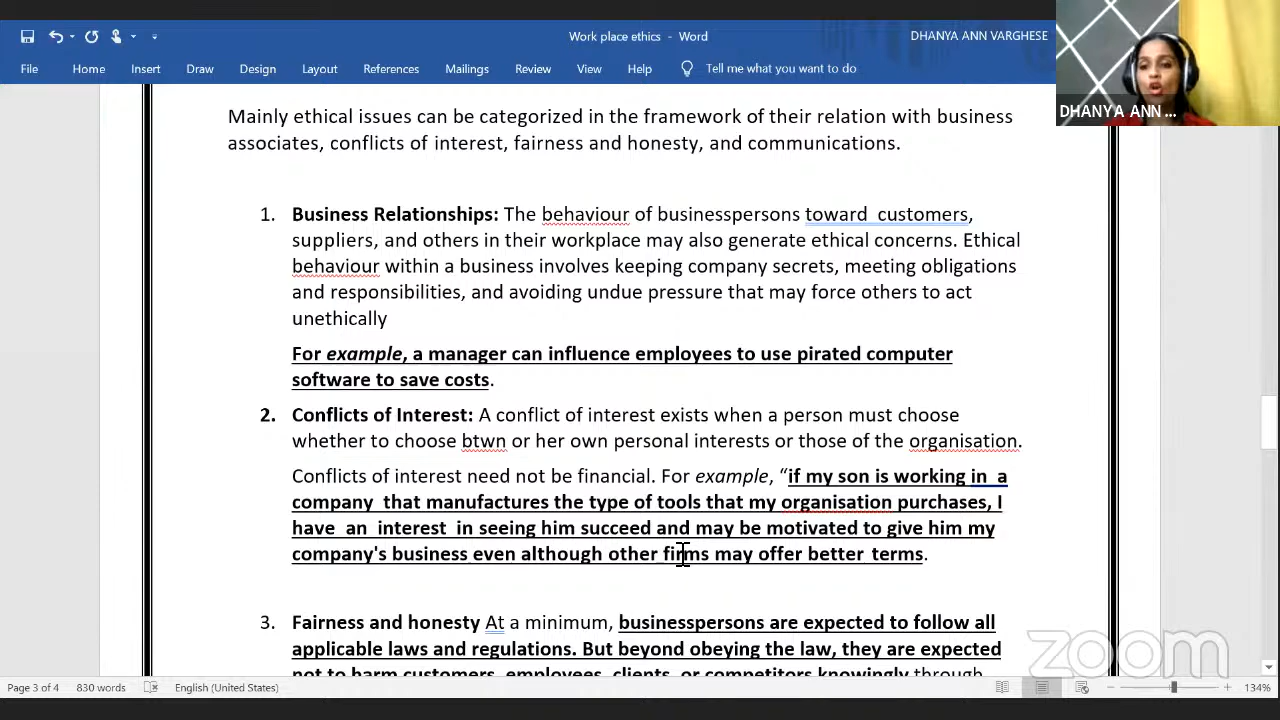 Work place ethics - Word
DHANYA ANN VARGHESE
File Home Insert Draw Design Layout References Mailings Review View Help Tell me what you want to do
DHANYA ANN ...
Mainly ethical issues can be categorized in the framework of their relation with business
associates, conflicts of interest, fairness and honesty, and communications.
1. Business Relationships: The behaviour of businesspersons toward customers,
suppliers, and others in their workplace may also generate ethical concerns. Ethical
behaviour within a business involves keeping company secrets, meeting obligations
and responsibilities, and avoiding undue pressure that may force others to act
unethically
For example, a manager can influence employees to use pirated computer
software to save costs.
2. Conflicts of Interest: A conflict of interest exists when a person must choose
whether to choose btwn or her own personal interests or those of the organisation.
Conflicts of interest need not be financial. For example, “if my son is working in a
company that manufactures the type of tools that my organisation purchases, I
have an interest in seeing him succeed and may be motivated to give him my
company's business even although other firms may offer better terms.
3. Fairness and honesty At a minimum, businesspersons are expected to follow all
applicable laws and regulations. But beyond obeying the law, they are expected
not to harm customers, employees, clients, or competitors knowingly through
zoom
Page 3 of 4 830 words English (United States) 134%